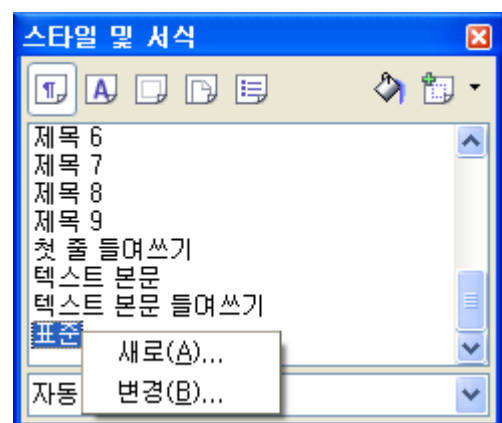 스타일 및 서식
제목 6
제목 7
제목 8
제목 9
첫 줄 들여쓰기
텍스트 본문
텍스트 본문 들여쓰기
표준
새로(A)...
변경(B)...
자동